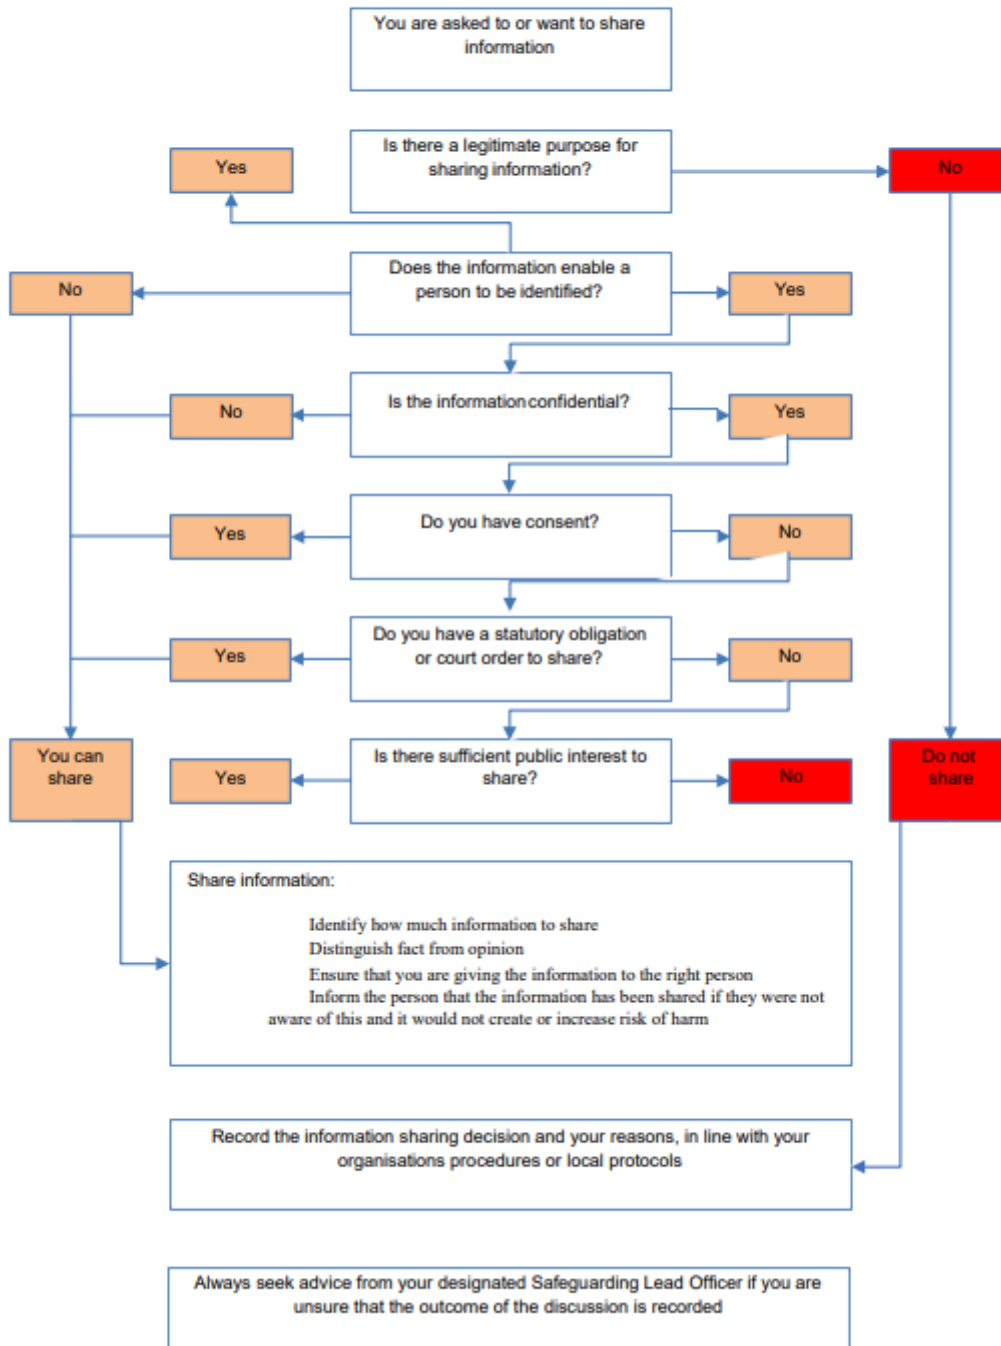 You are asked to or want to share
information
Is there a legitimate purpose for
sharing information?
Yes
No
Does the information enable a
person to be identified?
No
Yes
Is the information confidential?
No
Yes
Do you have consent?
Yes
No
Do you have a statutory obligation
or court order to share?
Yes
No
You can
share
Is there sufficient public interest to
share?
Yes
No
Do not
share
Share information:
Identify how much information to share
Distinguish fact from opinion
Ensure that you are giving the information to the right person
Inform the person that the information has been shared if they were not
aware of this and it would not create or increase risk of harm
Record the information sharing decision and your reasons, in line with your
organisations procedures or local protocols
Always seek advice from your designated Safeguarding Lead Officer if you are
unsure that the outcome of the discussion is recorded